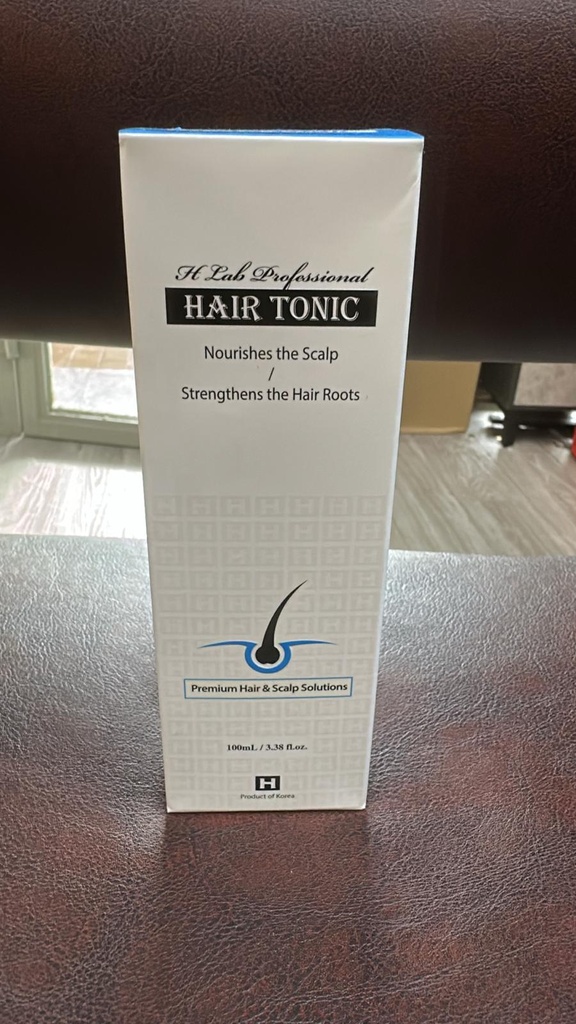 H Lab Professional
HAIR TONIC
Nourishes the Scalp
/
Strengthens the Hair Roots
Premium Hair & Scalp Solutions
100mL / 3.38 fl.oz.
H
Product of Korea